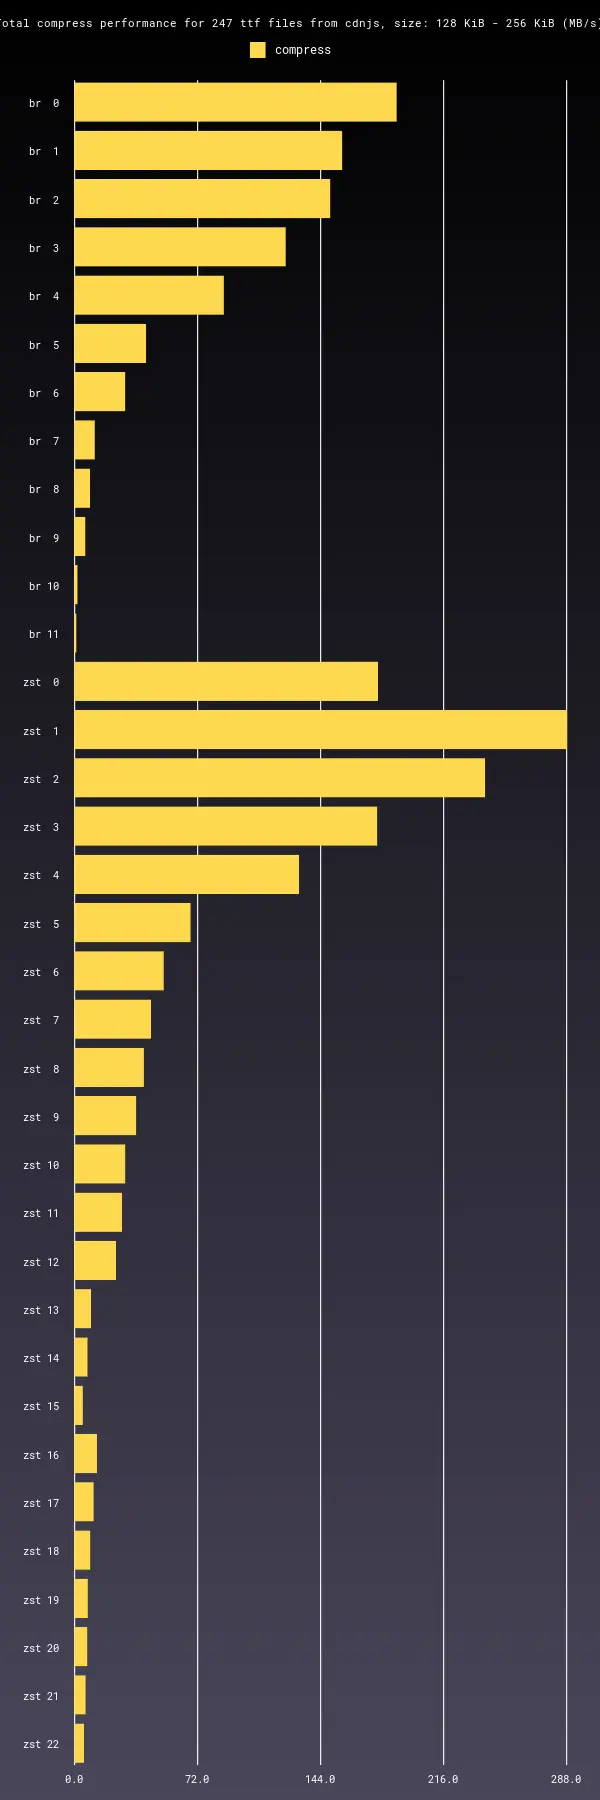 otal compress performance for 247 ttf files from cdnjs, size: 128 KiB - 256 KiB (MB/s)
compress
br 0
br 1
br 2
br 3
br 4
br 5
br 6
br 7
br 8
br 9
br 10
br 11
zst 0
zst 1
zst 2
zst 3
zst 4
zst 5
zst 6
zst 7
zst 8
zst 9
zst 10
zst 11
zst 12
zst 13
zst 14
zst 15
zst 16
zst 17
zst 18
zst 19
zst 20
zst 21
zst 22
0.0 72.0 144.0 216.0 288.0